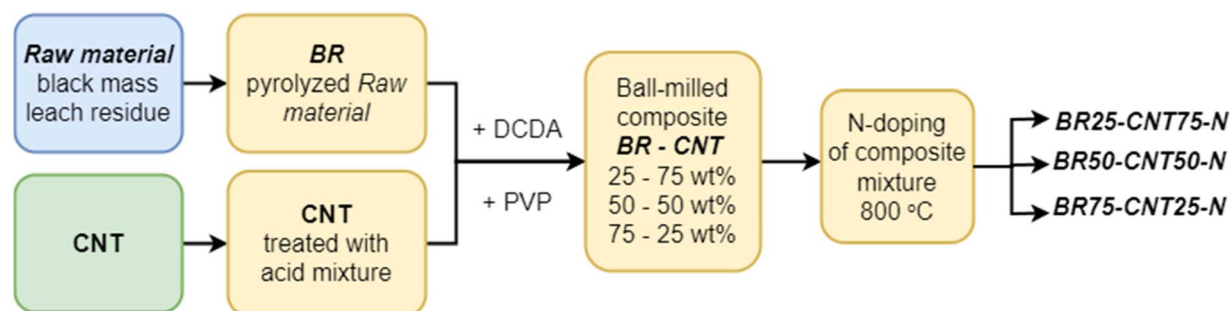 Raw material
black mass
leach residue
BR
pyrolyzed Raw
material
CNT
CNT
treated with
acid mixture
+ DCDA
+ PVP
Ball-milled
composite
BR - CNT
25 - 75 wt%
50 - 50 wt%
75 - 25 wt%
N-doping
of composite
mixture
800 ºC
BR25-CNT75-N
BR50-CNT50-N
BR75-CNT25-N